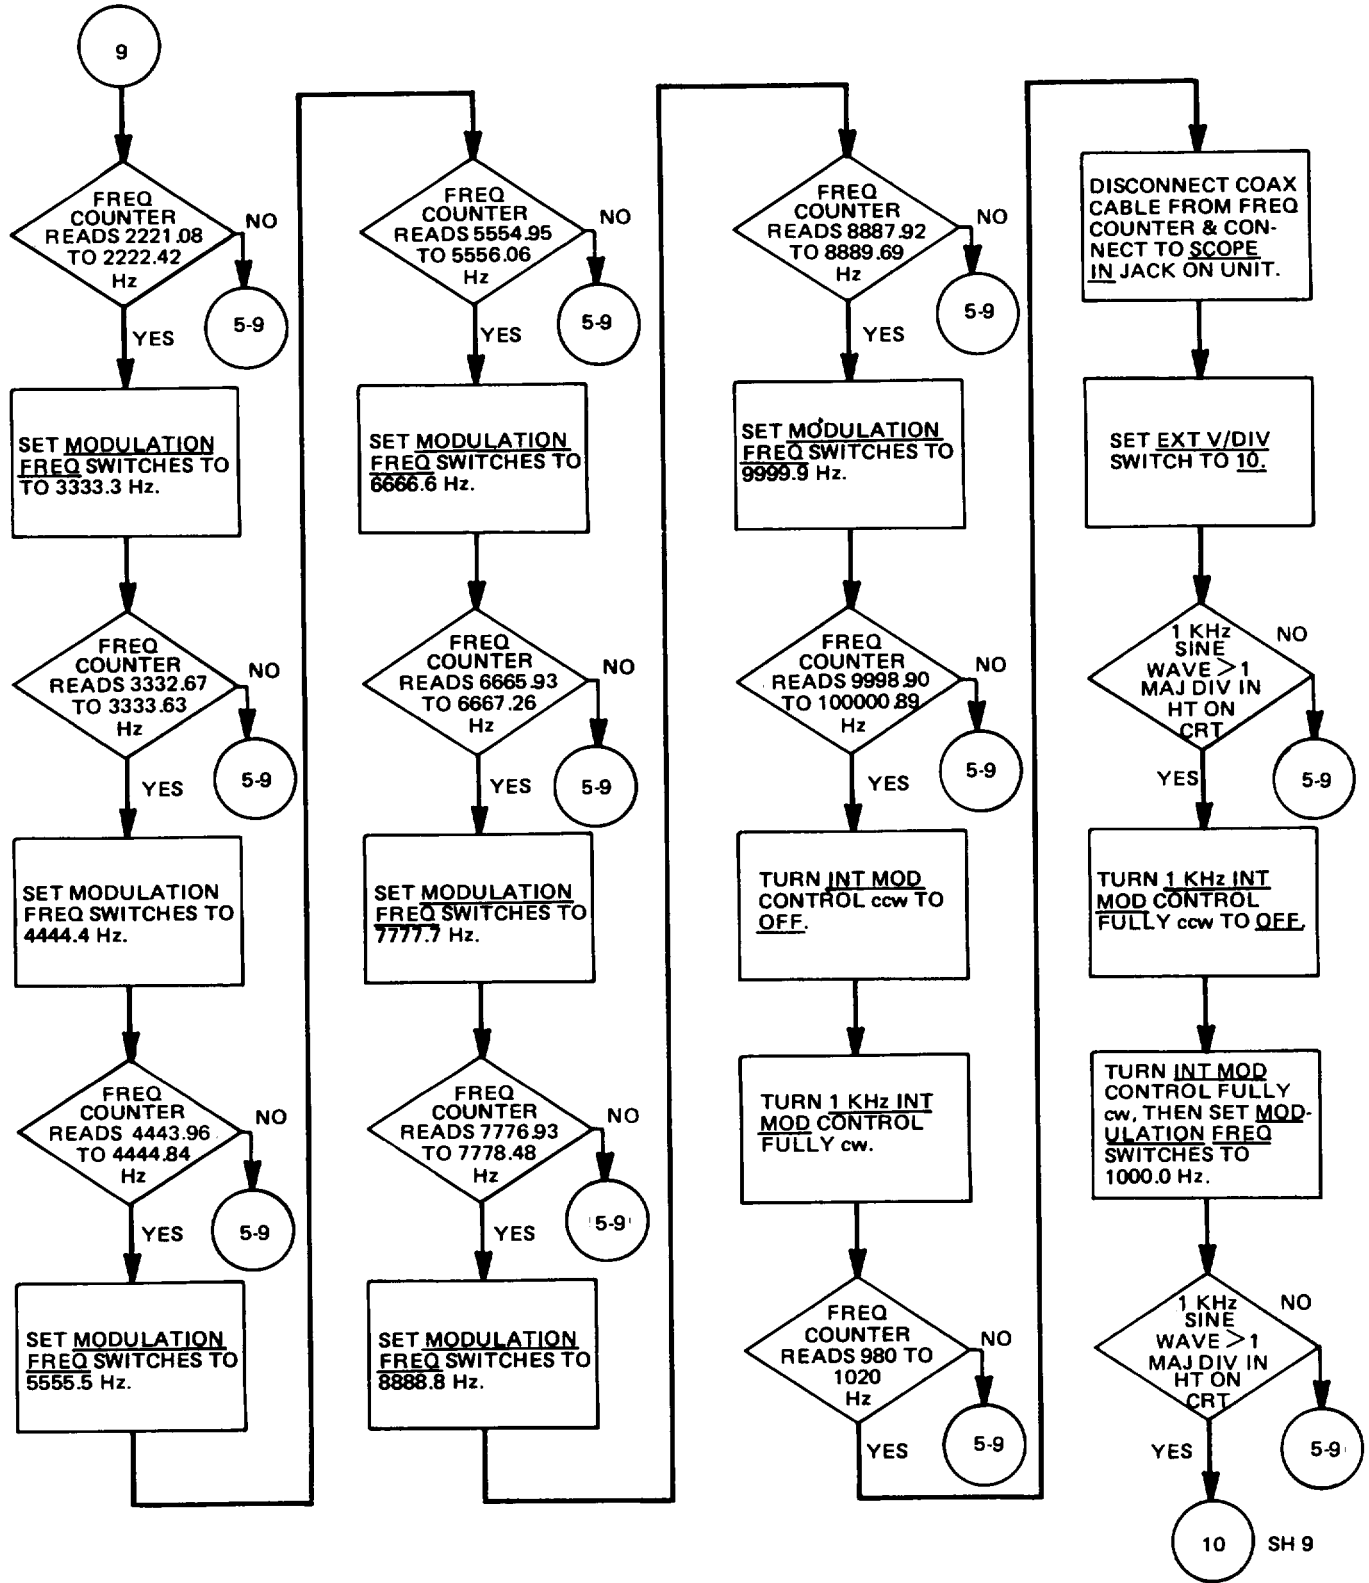 9
FREQ
COUNTER
READS 2221.08
TO 2222.42
Hz
NO
5-9
YES
SET MODULATION
FREQ SWITCHES TO
TO 3333.3 Hz.
FREQ
COUNTER
READS 3332.67
TO 3333.63
Hz
NO
5-9
YES
SET MODULATION
FREQ SWITCHES TO
4444.4 Hz.
FREQ
COUNTER
READS 4443.96
TO 4444.84
Hz
NO
5-9
YES
SET MODULATION
FREQ SWITCHES TO
5555.5 Hz.
FREQ
COUNTER
READS 5554.95
TO 5556.06
Hz
NO
5-9
YES
SET MODULATION
FREQ SWITCHES TO
6666.6 Hz.
FREQ
COUNTER
READS 6665.93
TO 6667.26
Hz
NO
5-9
YES
SET MODULATION
FREQ SWITCHES TO
7777.7 Hz.
FREQ
COUNTER
READS 7776.93
TO 7778.48
Hz
NO
5-9
YES
SET MODULATION
FREQ SWITCHES TO
8888.8 Hz.
FREQ
COUNTER
READS 8887.92
TO 8889.69
Hz
NO
5-9
YES
SET MODULATION
FREQ SWITCHES TO
9999.9 Hz.
FREQ
COUNTER
READS 9998.90
TO 100000.89
Hz
NO
5-9
YES
TURN INT MOD
CONTROL ccw TO
OFF.
TURN 1 KHz INT
MOD CONTROL
FULLY cw.
FREQ
COUNTER
READS 980 TO
1020
Hz
NO
5-9
YES
DISCONNECT COAX
CABLE FROM FREQ
COUNTER & CON-
NECT TO SCOPE
IN JACK ON UNIT.
SET EXT V/DIV
SWITCH TO 10.
1 KHz
SINE
WAVE > 1
MAJ DIV IN
HT ON
CRT
NO
5-9
YES
TURN 1 KHz INT
MOD CONTROL
FULLY ccw TO OFF.
TURN INT MOD
CONTROL FULLY
cw, THEN SET MOD-
ULATION FREQ
SWITCHES TO
1000.0 Hz.
1 KHz
SINE
WAVE > 1
MAJ DIV IN
HT ON
CRT
NO
5-9
YES
10
SH 9